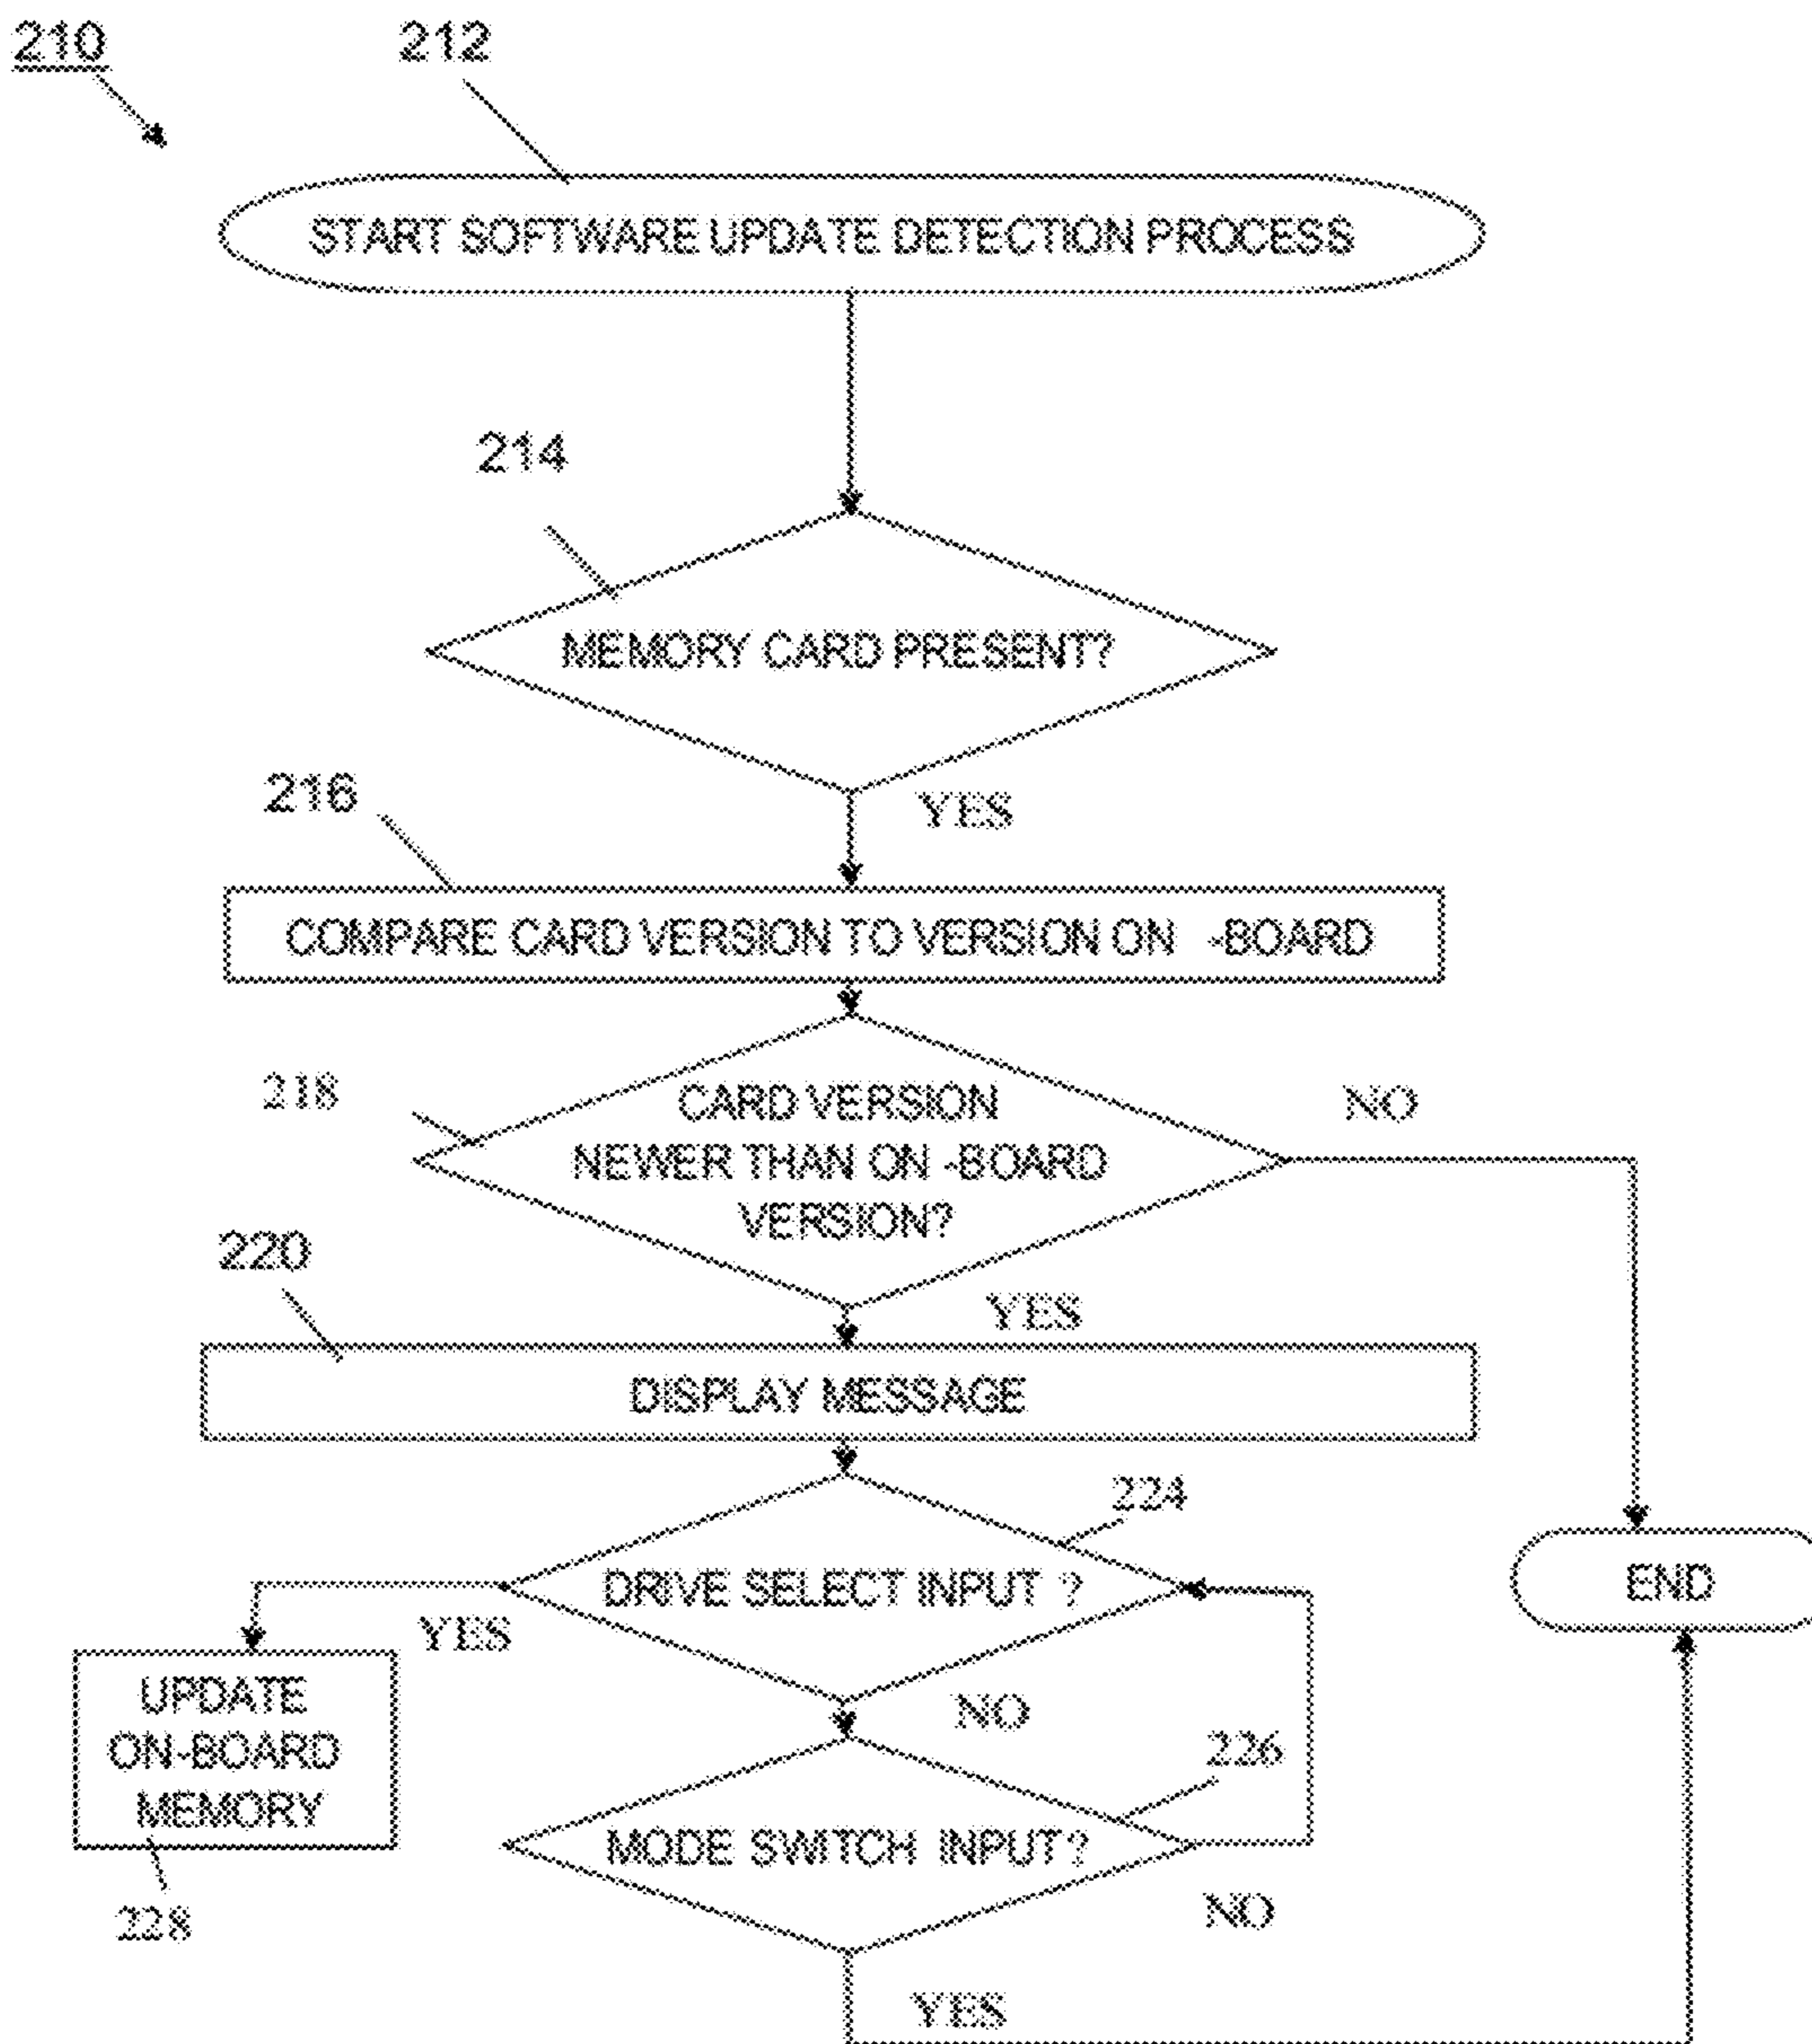 210
212
START SOFTWARE UPDATE DETECTION PROCESS
214
MEMORY CARD PRESENT?
216
YES
COMPARE CARD VERSION TO VERSION ON -BOARD
218
CARD VERSION
NEWER THAN ON -BOARD
VERSION?
NO
220
YES
DISPLAY MESSAGE
224
DRIVE SELECT INPUT ?
YES
END
UPDATE
ON-BOARD
MEMORY
NO
226
MODE SWITCH INPUT?
228
NO
YES